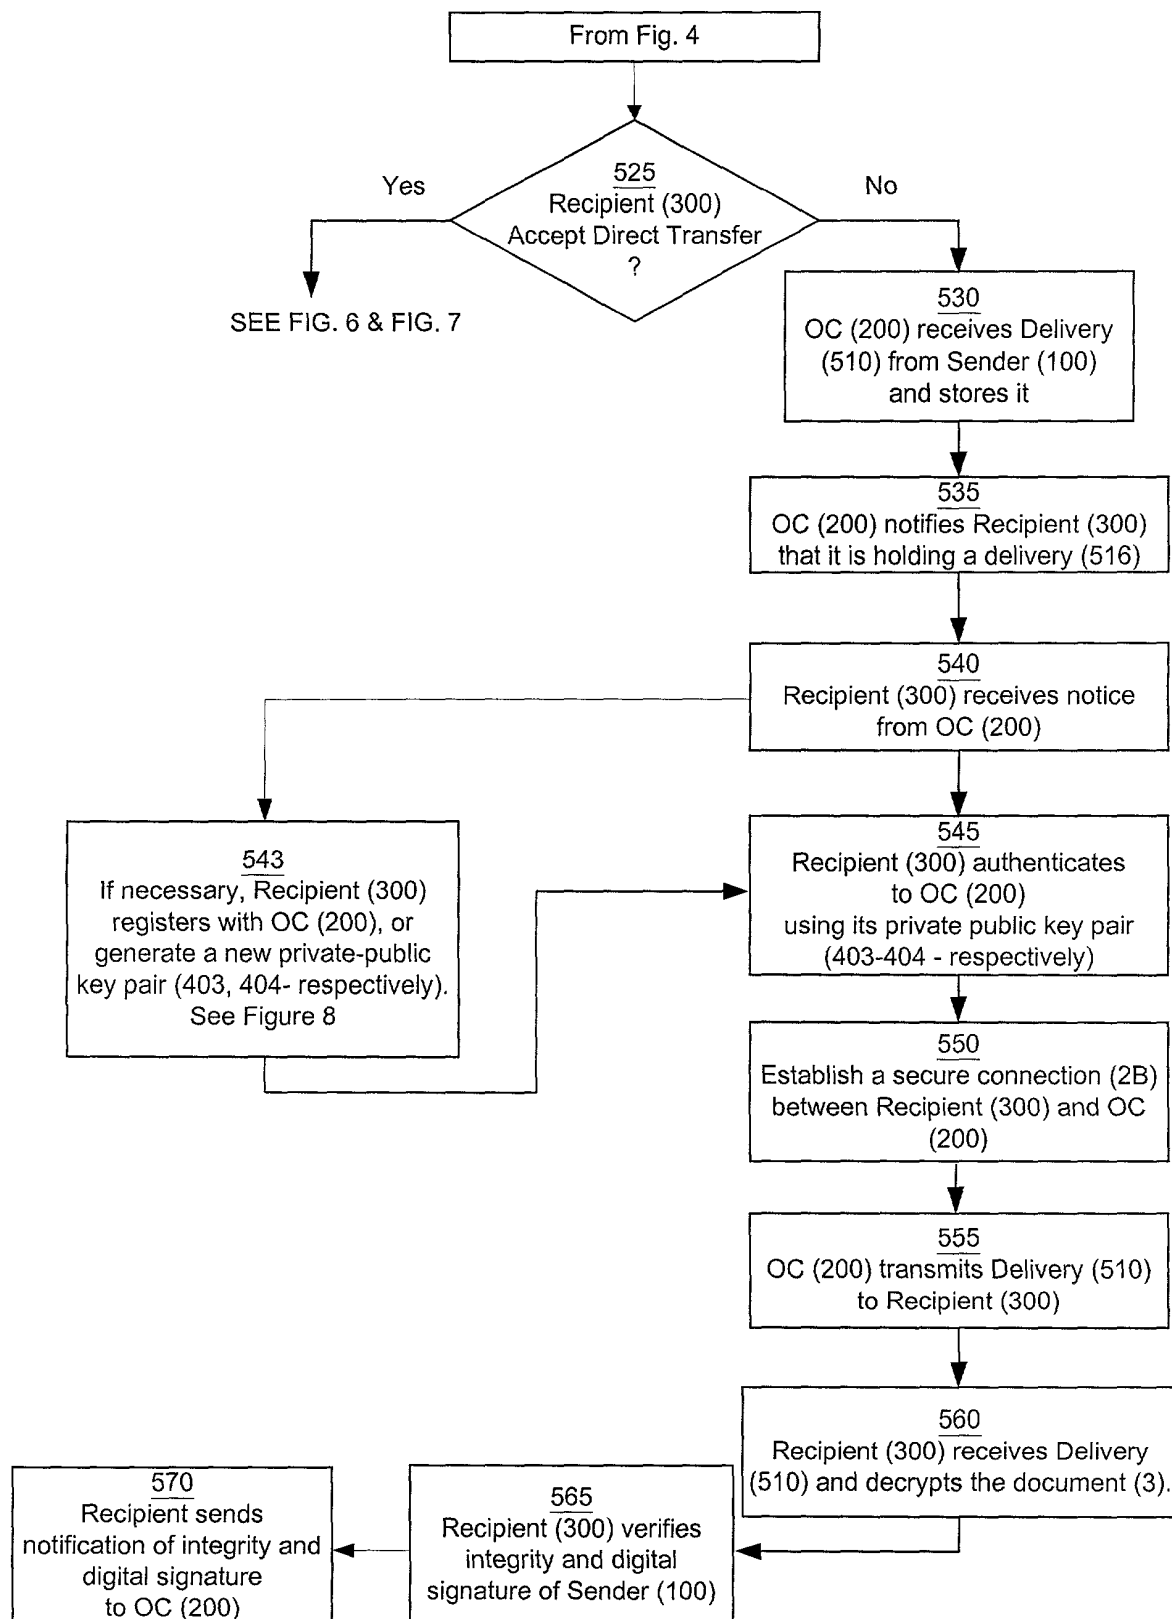 From Fig. 4
525
Recipient (300)
Accept Direct Transfer
?
Yes
No
SEE FIG. 6 & FIG. 7
530
OC (200) receives Delivery
(510) from Sender (100)
and stores it
535
OC (200) notifies Recipient (300)
that it is holding a delivery (516)
540
Recipient (300) receives notice
from OC (200)
543
If necessary, Recipient (300)
registers with OC (200), or
generate a new private-public
key pair (403, 404- respectively).
See Figure 8
545
Recipient (300) authenticates
to OC (200)
using its private public key pair
(403-404 - respectively)
550
Establish a secure connection (2B)
between Recipient (300) and OC
(200)
555
OC (200) transmits Delivery (510)
to Recipient (300)
560
Recipient (300) receives Delivery
(510) and decrypts the document (3).
565
Recipient (300) verifies
integrity and digital
signature of Sender (100)
570
Recipient sends
notification of integrity and
digital signature
to OC (200)